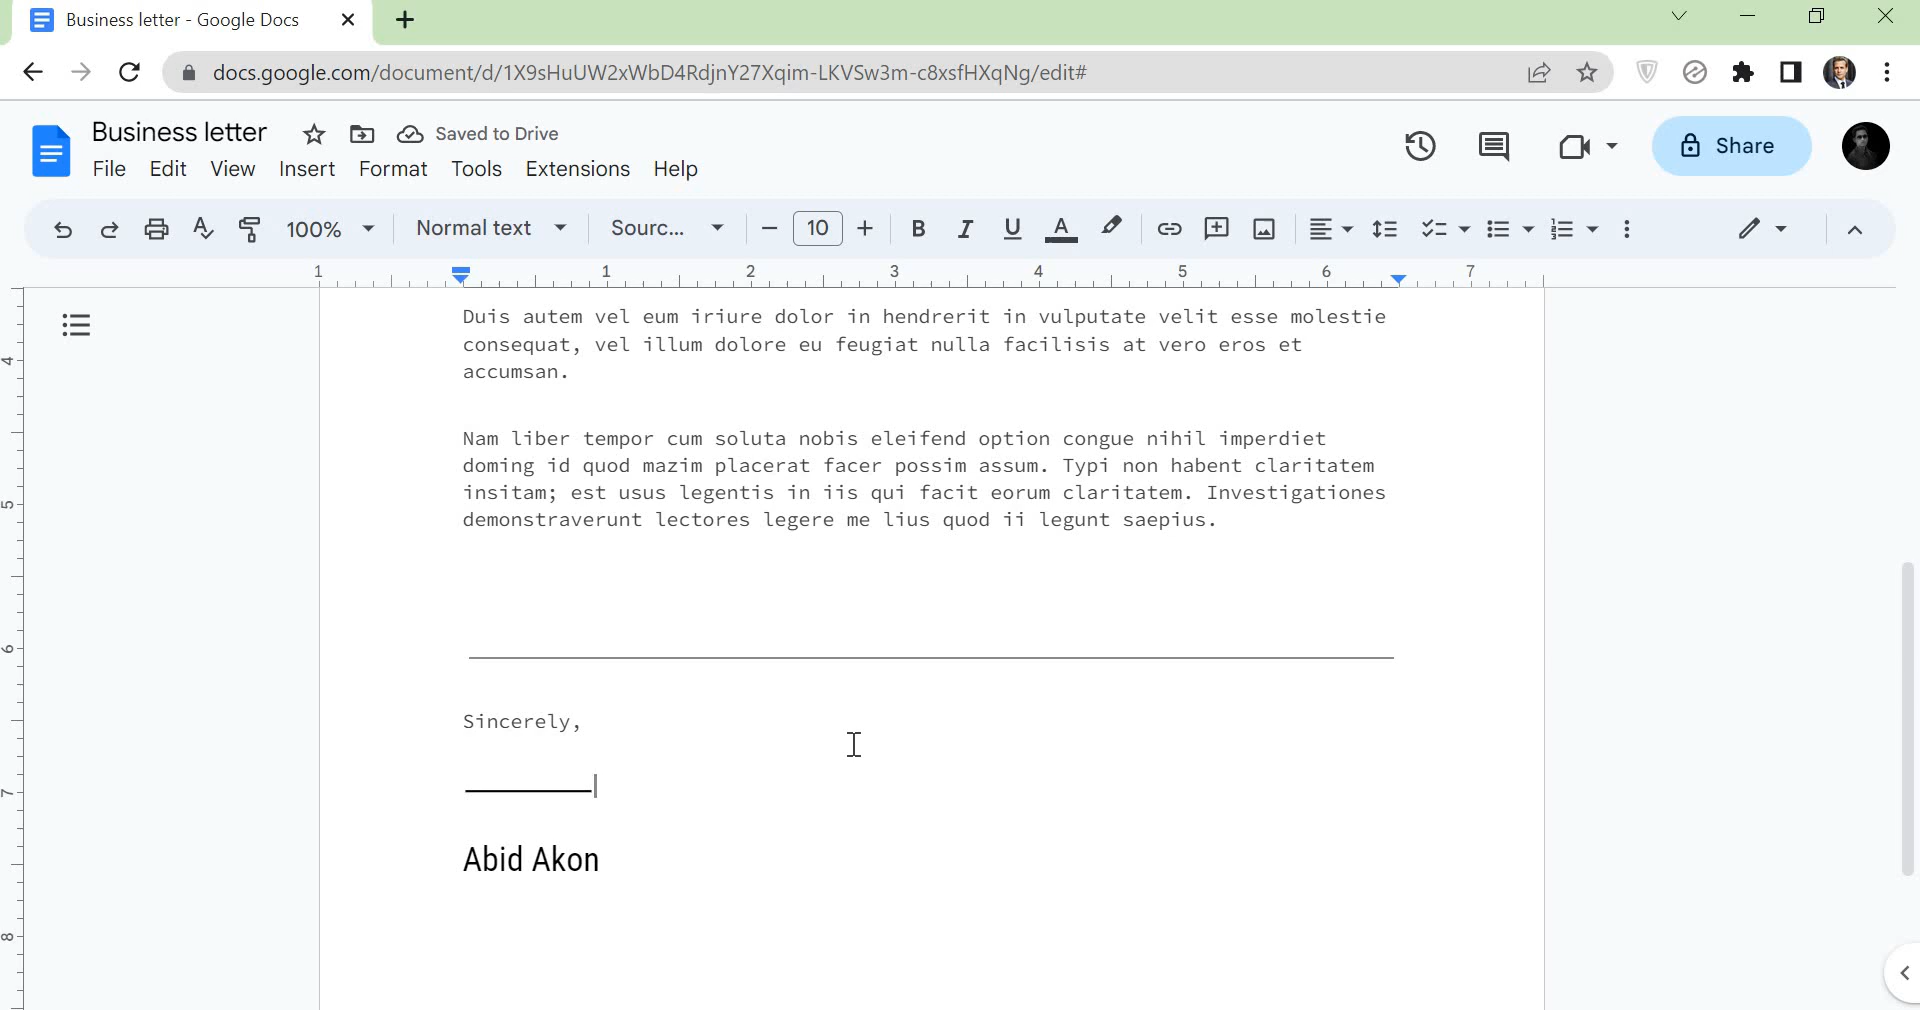 Business letter - Google Docs
docs.google.com/document/d/1X9sHuUW2xWbD4RdjnY27Xqim-LKVSw3m-c8xsfHXqNg/edit#
Business letter
Saved to Drive
File Edit View Insert Format Tools Extensions Help
Share
100% Normal text Sourc... 10 B I U A
1 1 2 3 4 5 6 7
Duis autem vel eum iriure dolor in hendrerit in vulputate velit esse molestie
consequat, vel illum dolore eu feugiat nulla facilisis at vero eros et
accumsan.
Nam liber tempor cum soluta nobis eleifend option congue nihil imperdiet
doming id quod mazim placerat facer possim assum. Typi non habent claritatem
insitam; est usus legentis in iis qui facit eorum claritatem. Investigationes
demonstraverunt lectores legere me lius quod ii legunt saepius.
Sincerely,
Abid Akon
4
5
6
7
8